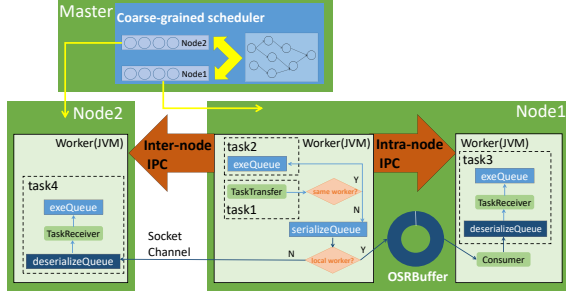 Master
Coarse-grained scheduler
Node2
Node1
Node2
Node1
Worker(JVM)
Inter-node
IPC
Worker(JVM)
Intra-node
IPC
Worker(JVM)
task4
exeQueue
TaskReceiver
deserializeQueue
Socket
Channel
task2
exeQueue
TaskTransfer
task1
same worker?
Y
N
serializeQueue
local worker?
N
Y
OSRBuffer
task3
exeQueue
TaskReceiver
deserializeQueue
Consumer